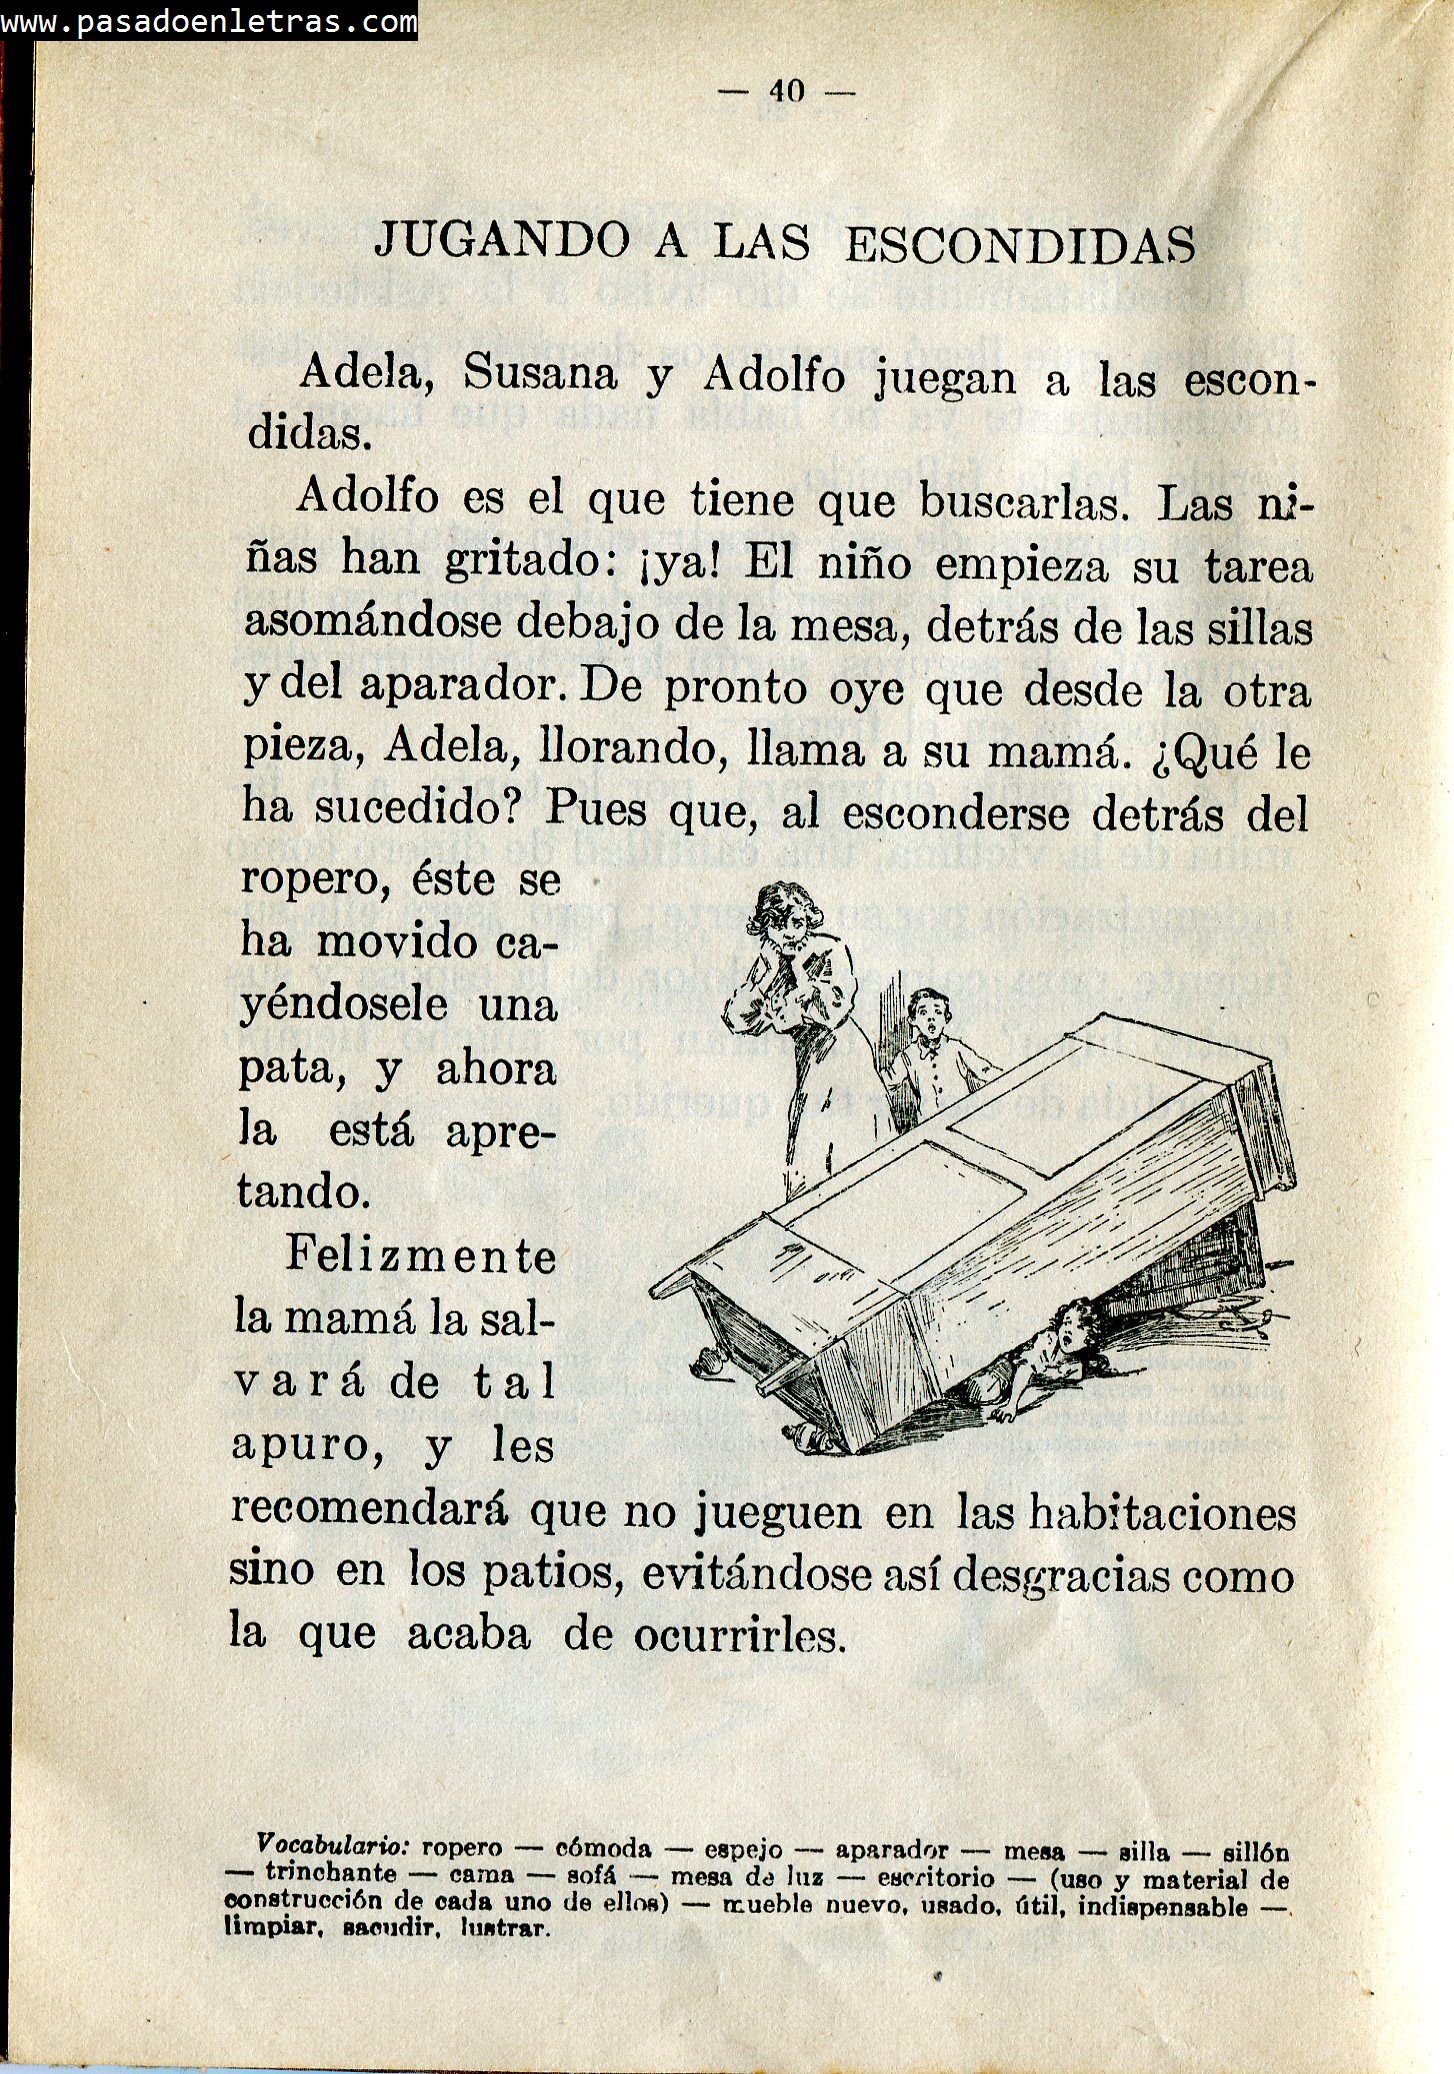 www.pasadoenletras.com
— 40 —
JUGANDO A LAS ESCONDIDAS
Adela, Susana y Adolfo juegan a las escon-
didas.
Adolfo es el que tiene que buscarlas. Las ni-
ñas han gritado: ¡ya! El niño empieza su tarea
asomándose debajo de la mesa, detrás de las sillas
y del aparador. De pronto oye que desde la otra
pieza, Adela, llorando, llama a su mamá. ¿Qué le
ha sucedido? Pues que, al esconderse detrás del
ropero, éste se
ha movido ca-
yéndosele una
pata, y ahora
la está apre-
tando.
Felizmente
la mamá la sal-
vará de tal
apuro, y les
recomendará que no jueguen en las habitaciones
sino en los patios, evitándose así desgracias como
la que acaba de ocurrirles.
Vocabulario: ropero — cómoda — espejo — aparador — mesa — silla — sillón
— trinchante — cama — sofá — mesa de luz — escritorio — (uso y material de
construcción de cada uno de ellos) — mueble nuevo, usado, útil, indispensable —.
limpiar, sacudir, lustrar.